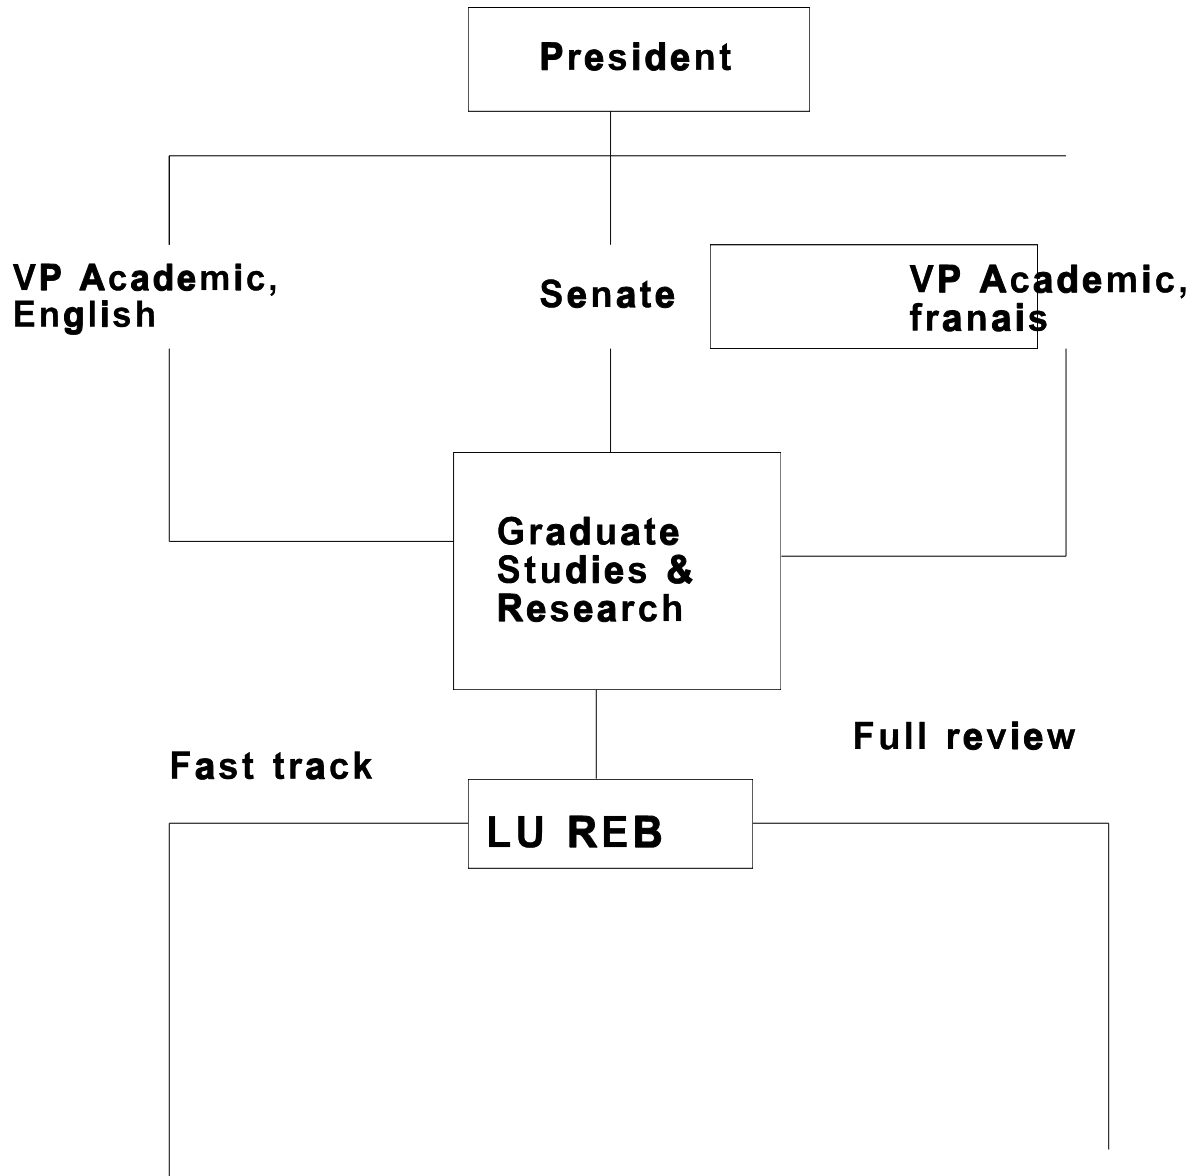 President
VP Academic,
English
Senate
VP Academic,
franais
Graduate
Studies &
Research
Full review
Fast track
LU REB